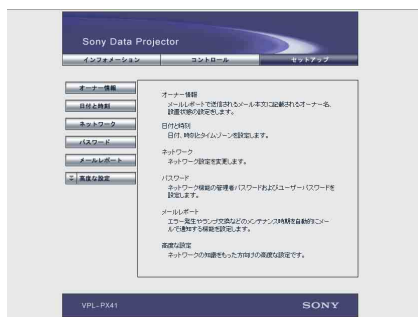 Sony Data Projector
インフォメーション
コントロール
セットアップ
オーナー情報
日付と時刻
ネットワーク
パスワード
メールレポート
高度な設定
オーナー情報
メールレポートで送信されるメール本文に記載されるオーナー名、
設置状態の設定をします。
日付と時刻
日付、時刻とタイムゾーンを設定します。
ネットワーク
ネットワーク設定を変更します。
パスワード
ネットワーク機能の管理者パスワードおよびユーザーパスワードを
設定します。
メールレポート
エラー発生やランプ交換などのメンテナンス時期を自動的にメー
ルで通知する機能を設定します。
高度な設定
ネットワークの知識をもった方向けの高度な設定です。
VPL-PX41
SONY